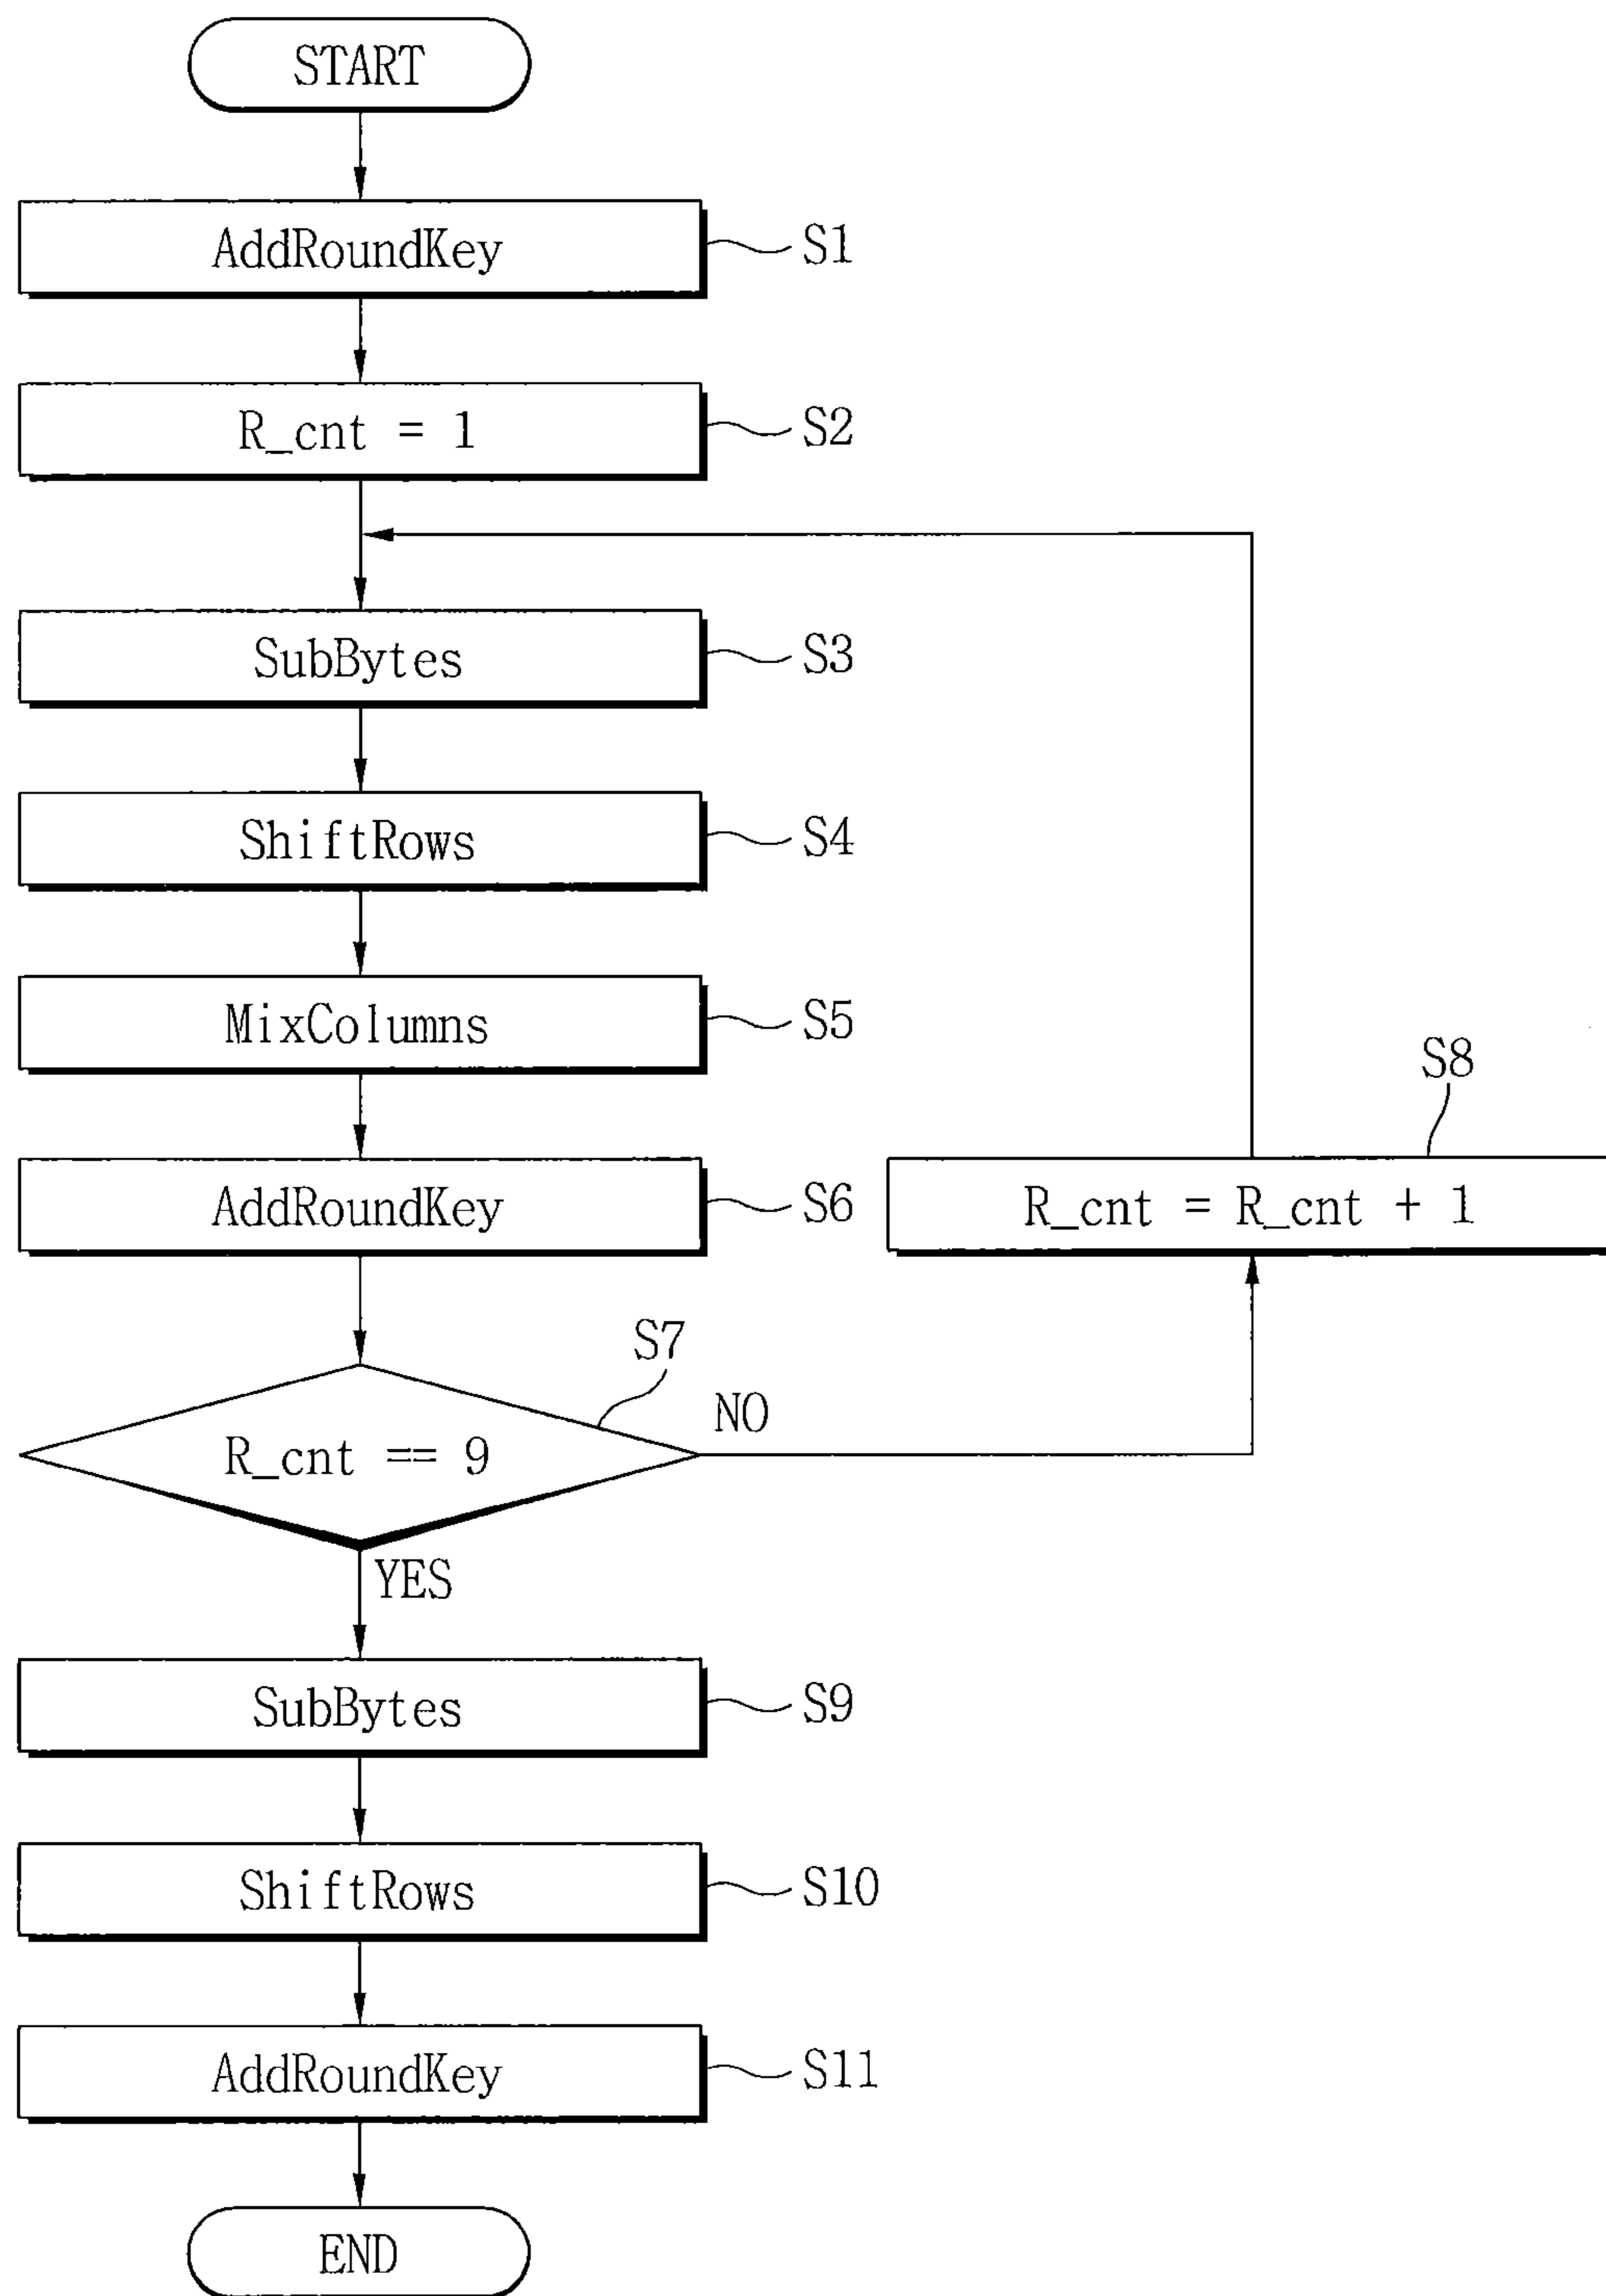 START
AddRoundKey
S1
R_cnt = 1
S2
SubBytes
S3
ShiftRows
S4
MixColumns
S5
AddRoundKey
S6
S8
R_cnt = R_cnt + 1
S7
R_cnt == 9
NO
YES
SubBytes
S9
ShiftRows
S10
AddRoundKey
S11
END